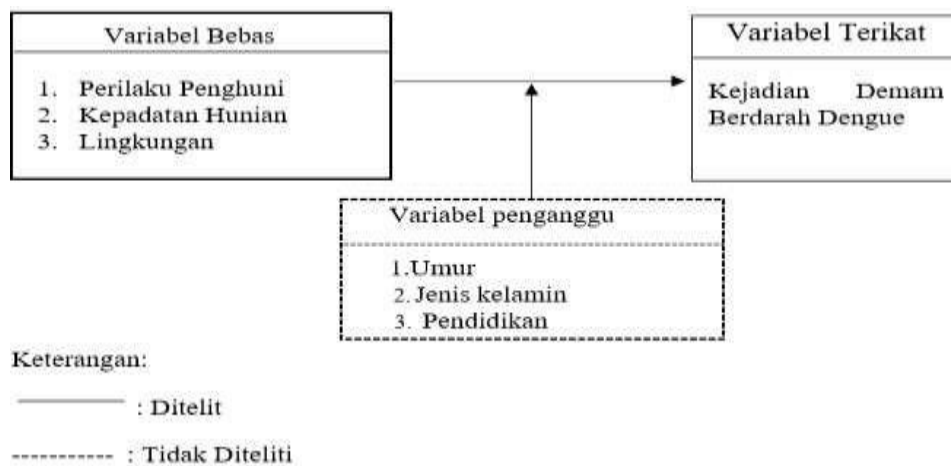 Variabel Bebas
1. Perilaku Penghuni
2. Kepadatan Hunian
3. Lingkungan
Variabel Terikat
Kejadian Demam
Berdarah Dengue
Variabel penganggu
1.Umur
2. Jenis kelamin
3. Pendidikan
Keterangan:
: Ditelit
: Tidak Diteliti